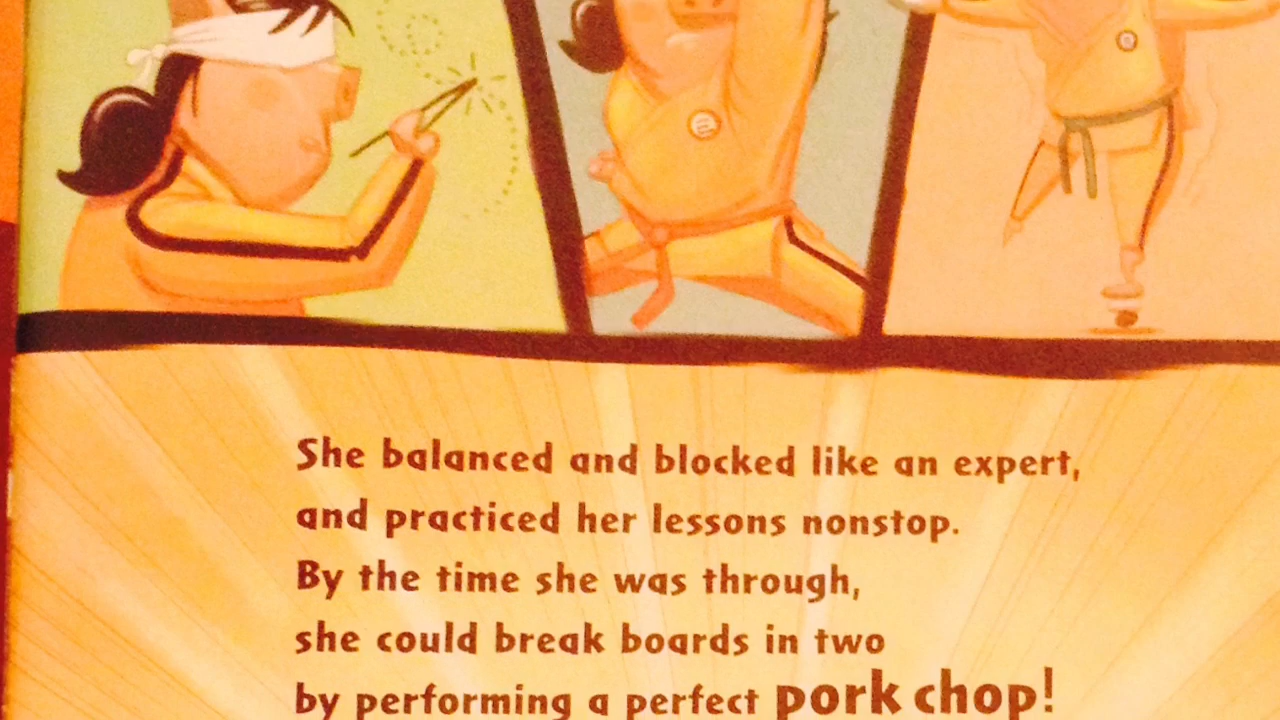 She balanced and blocked like an expert,
and practiced her lessons nonstop.
By the time she was through,
she could break boards in two
by performing a perfect pork chop!